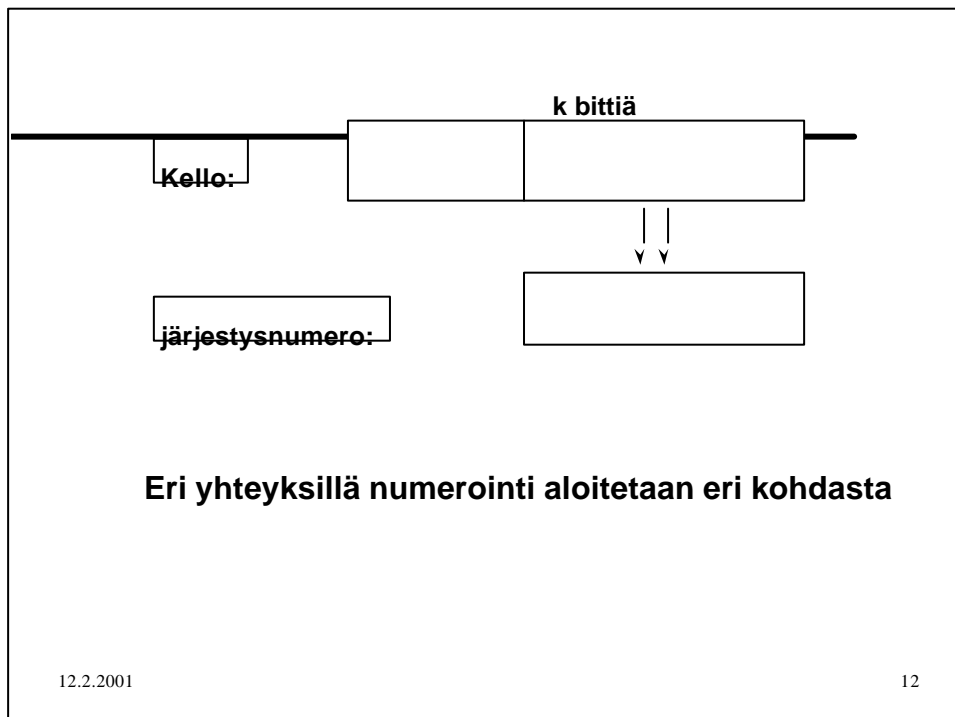 k bittiä
Kello:
järjestysnumero:
Eri yhteyksillä numerointi aloitetaan eri kohdasta
12.2.2001
12